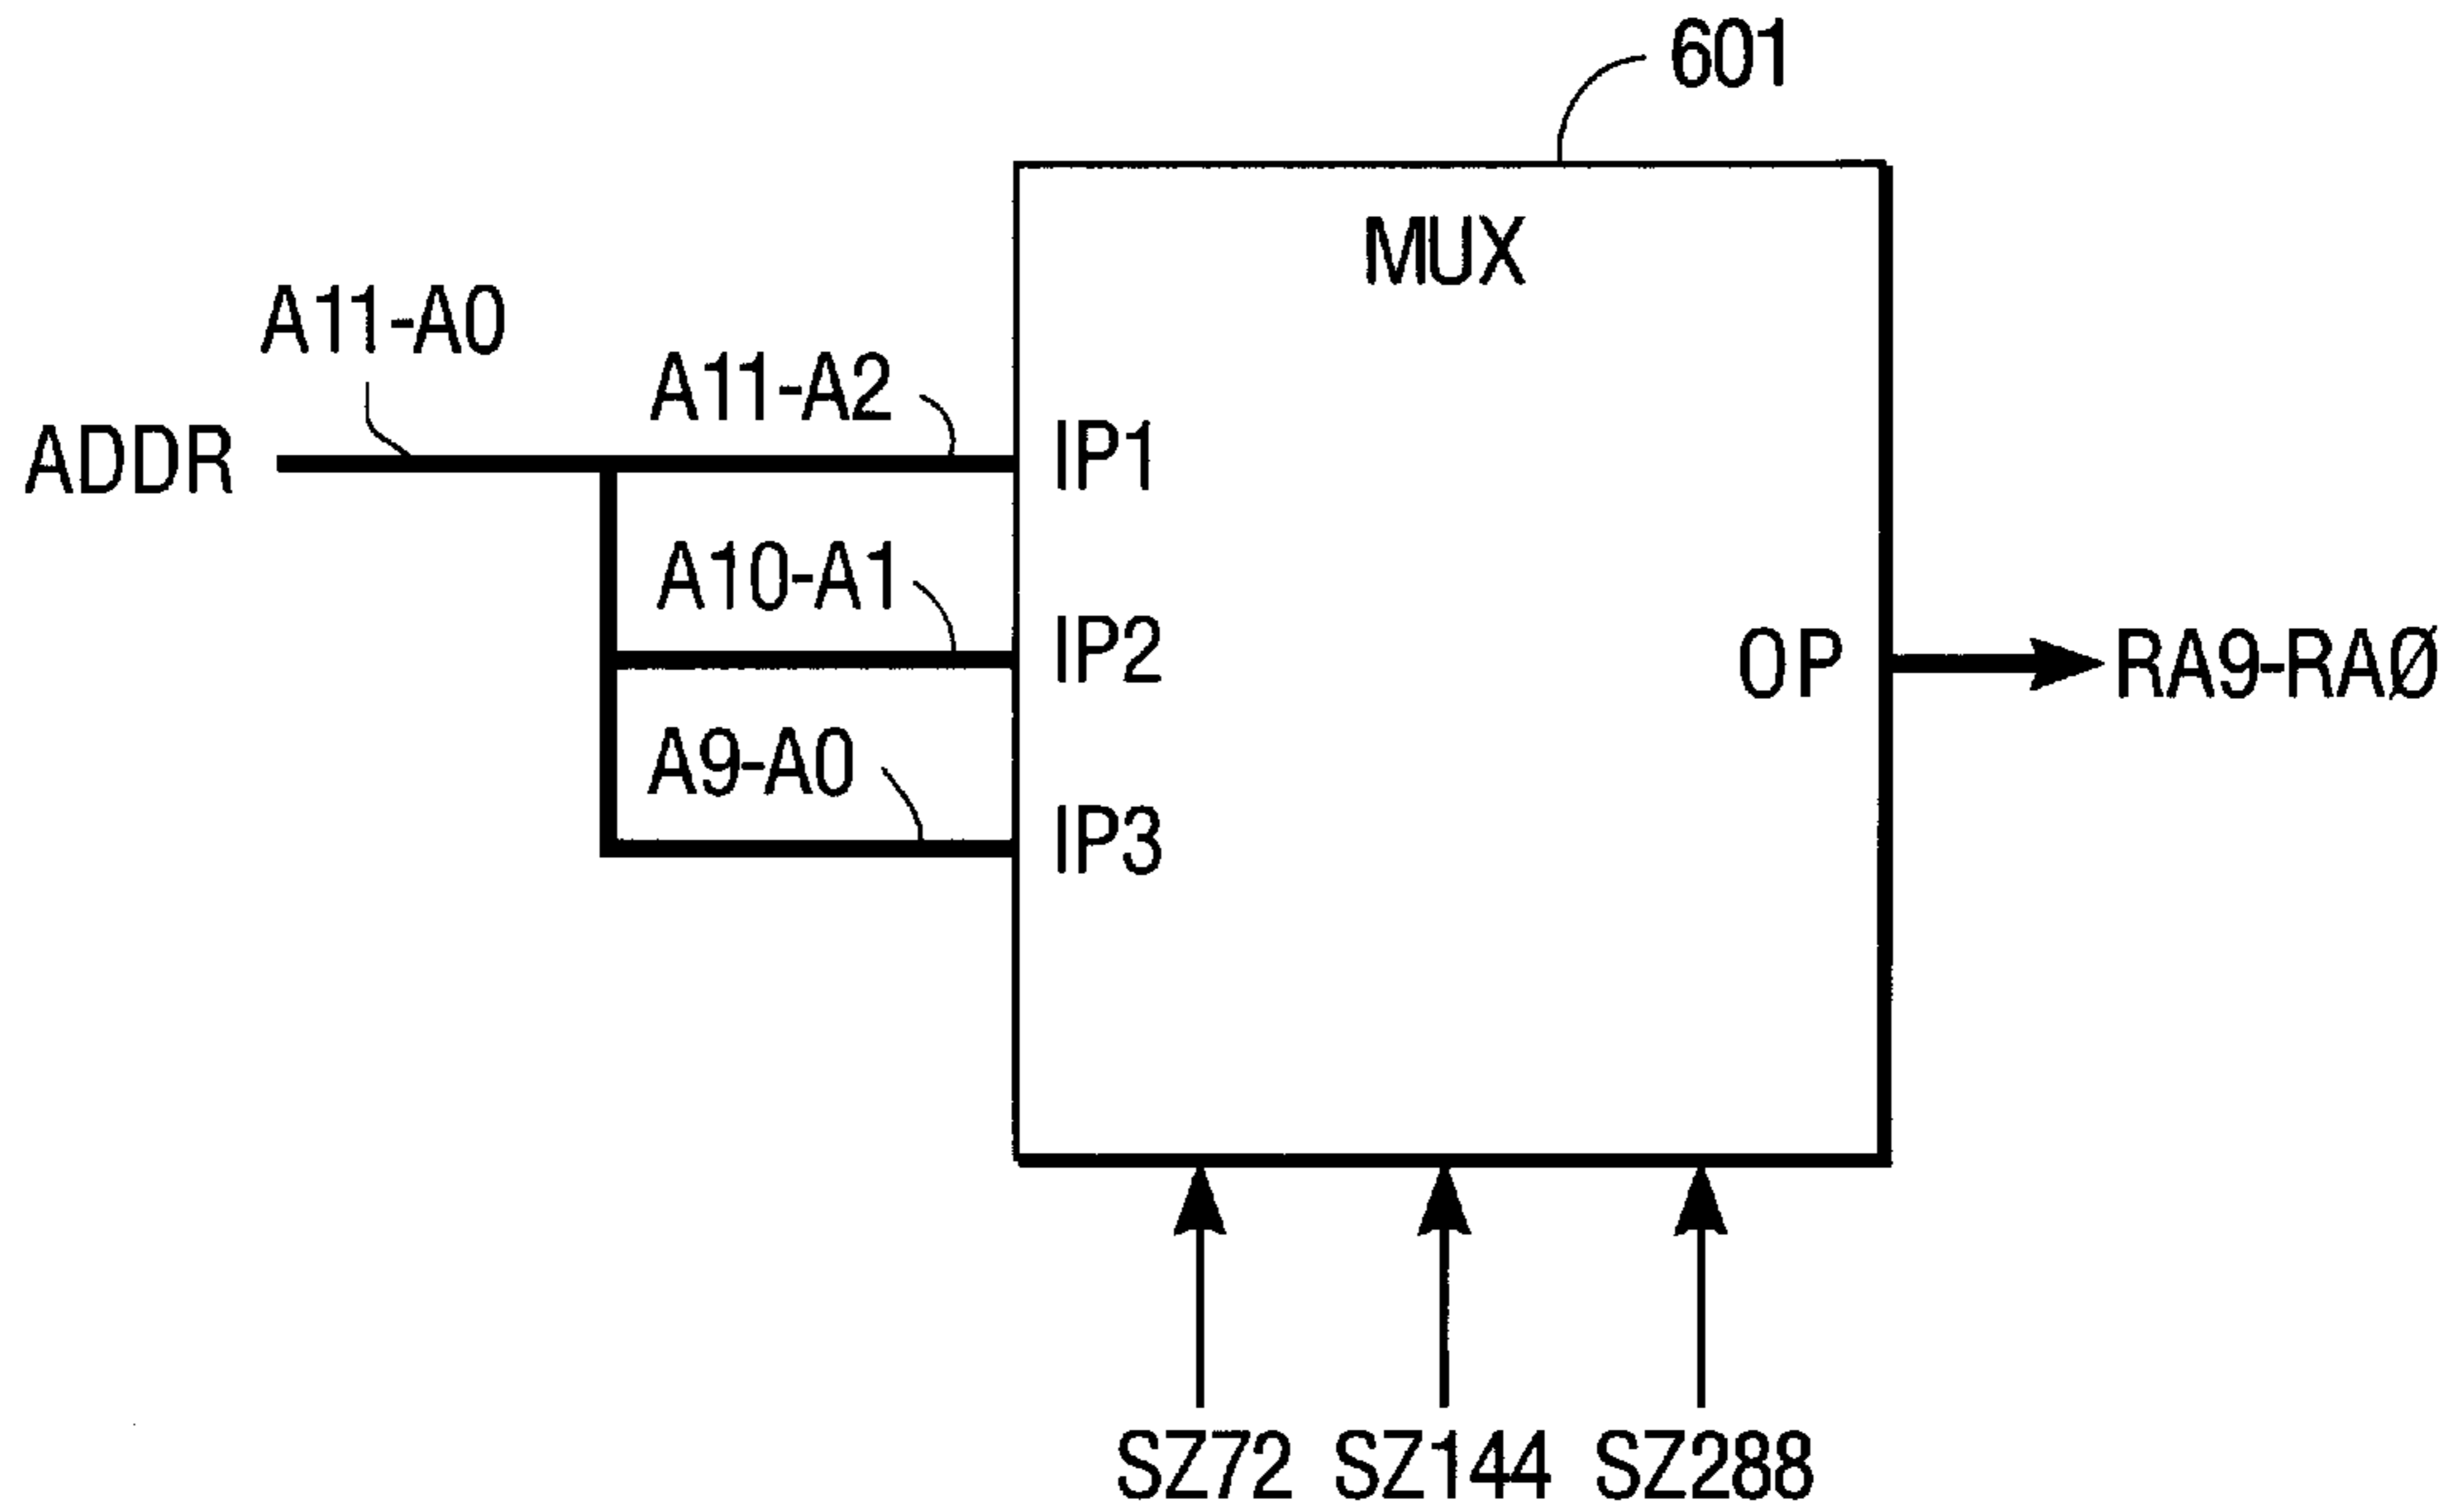 601
MUX
A11-A0
A11-A2
ADDR
IP1
A10-A1
IP2
OP
RA9-RAØ
A9-A0
IP3
SZ72 SZ144 SZ288